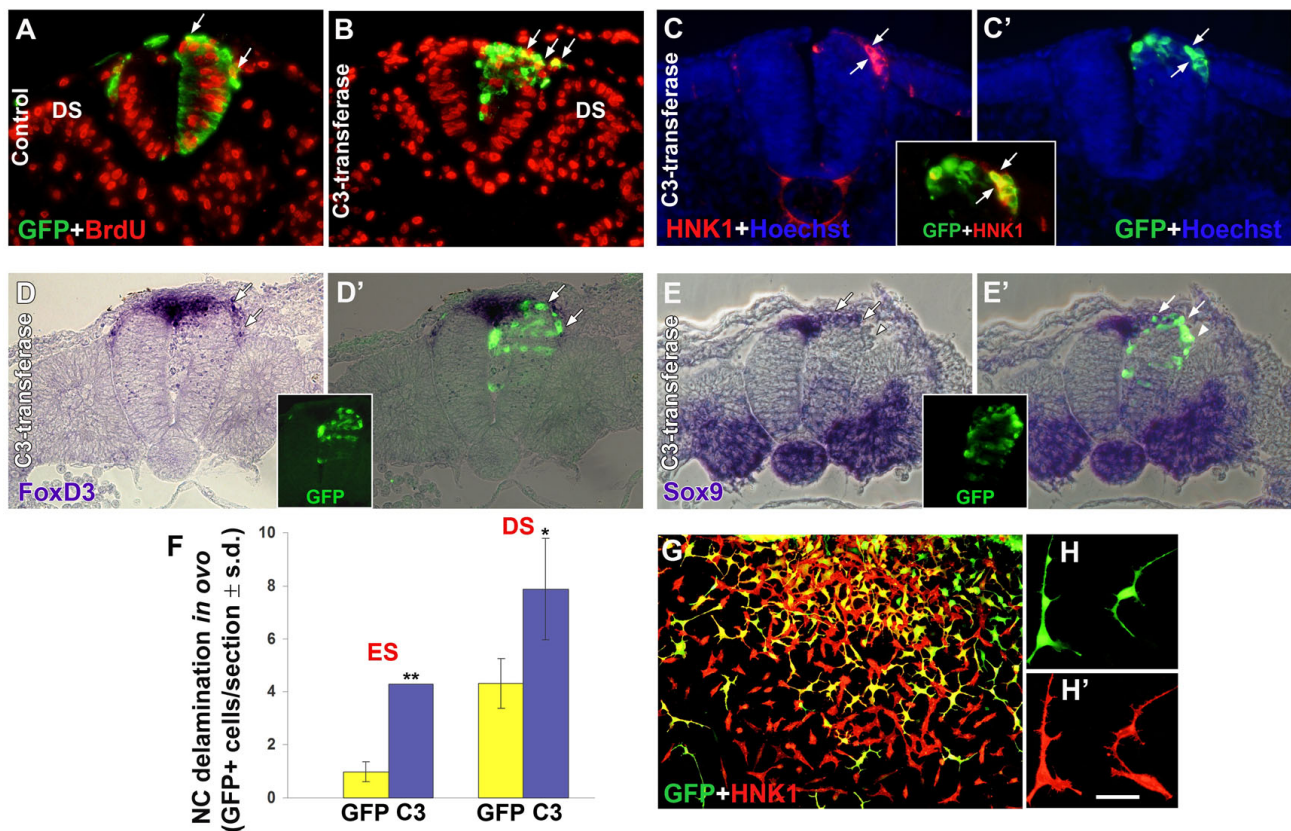 A
Control
DS
GFP+BrdU
B
C3-transferase
DS
C
C3-transferase
HNK1+Hoechst
C'
GFP+HNK1
GFP+Hoechst
D
C3-transferase
FoxD3
D'
GFP
E
C3-transferase
Sox9
E'
GFP
F
NC delamination in ovo
(GFP+ cells/section ± s.d.)
10
8
6
4
2
0
ES
**
DS
*
GFP C3
GFP C3
G
GFP+HNK1
H
H'